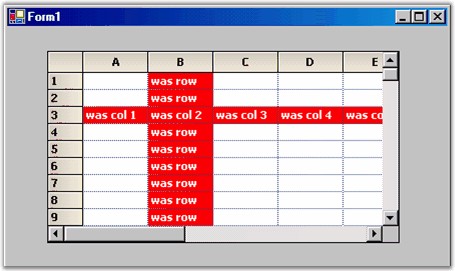 Form1
A B C D E
1 was row
2 was row
3 was col 1 was col 2 was col 3 was col 4 was co
4 was row
5 was row
6 was row
7 was row
8 was row
9 was row